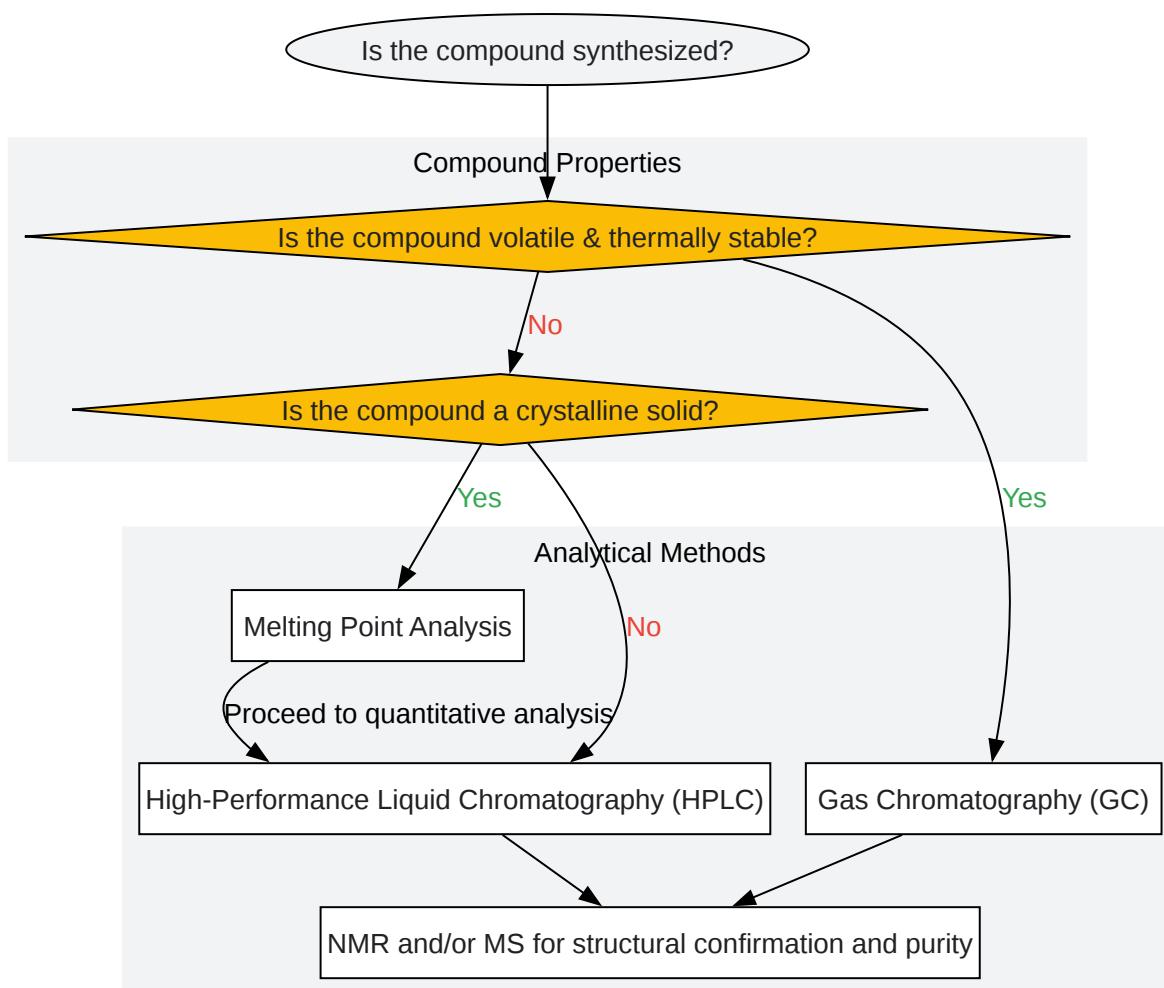 Is the compound synthesized?
Compound Properties
Is the compound volatile & thermally stable?
No
Is the compound a crystalline solid?
Yes
Yes
Analytical Methods
Melting Point Analysis
No
Proceed to quantitative analysis
High-Performance Liquid Chromatography (HPLC)
Gas Chromatography (GC)
NMR and/or MS for structural confirmation and purity